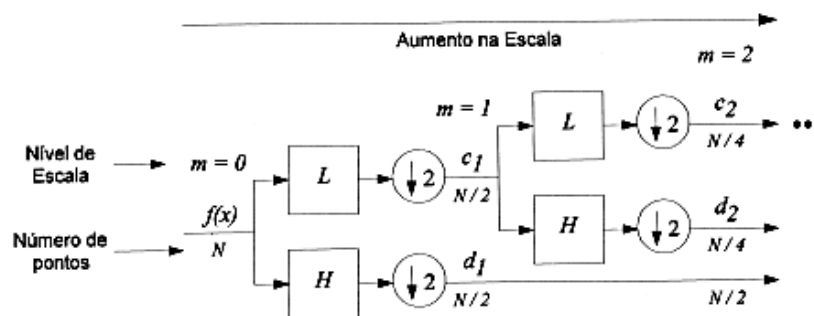 Aumento na Escala
m = 2
m = 1
L
↓ 2
c2
N/4
••
Nível de
Escala
m = 0
L
↓ 2
c1
N/2
f(x)
N
H
↓ 2
d2
N/4
Número de
pontos
H
↓ 2
d1
N/2
N/2